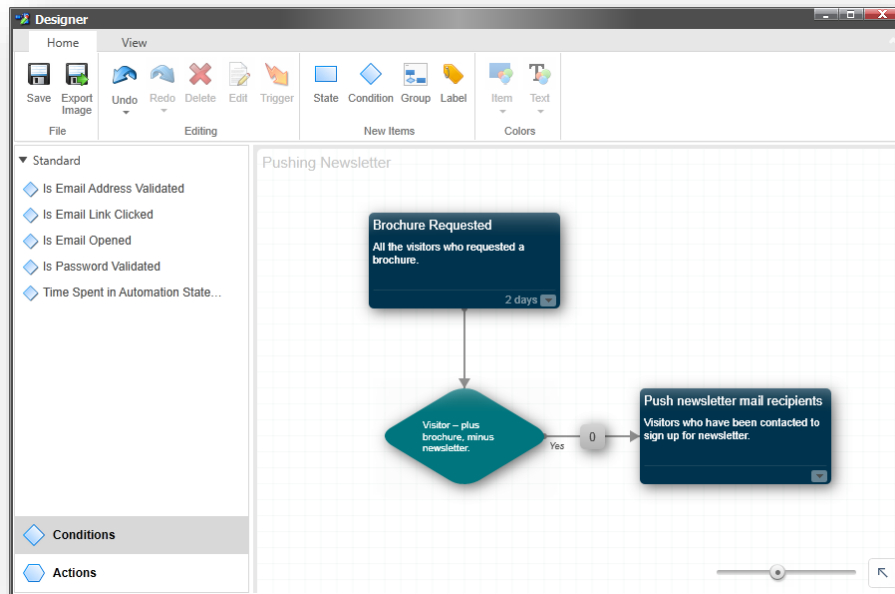 Designer
Home View
Save Export Image Undo Redo Delete Edit Trigger State Condition Group Label Item Text
File Editing New Items Colors
Standard
Is Email Address Validated
Is Email Link Clicked
Is Email Opened
Is Password Validated
Time Spent in Automation State...
Conditions
Actions
Pushing Newsletter
Brochure Requested
All the visitors who requested a
brochure.
2 days
Visitor – plus
brochure, minus
newsletter.
Yes
0
Push newsletter mail recipients
Visitors who have been contacted to
sign up for newsletter.